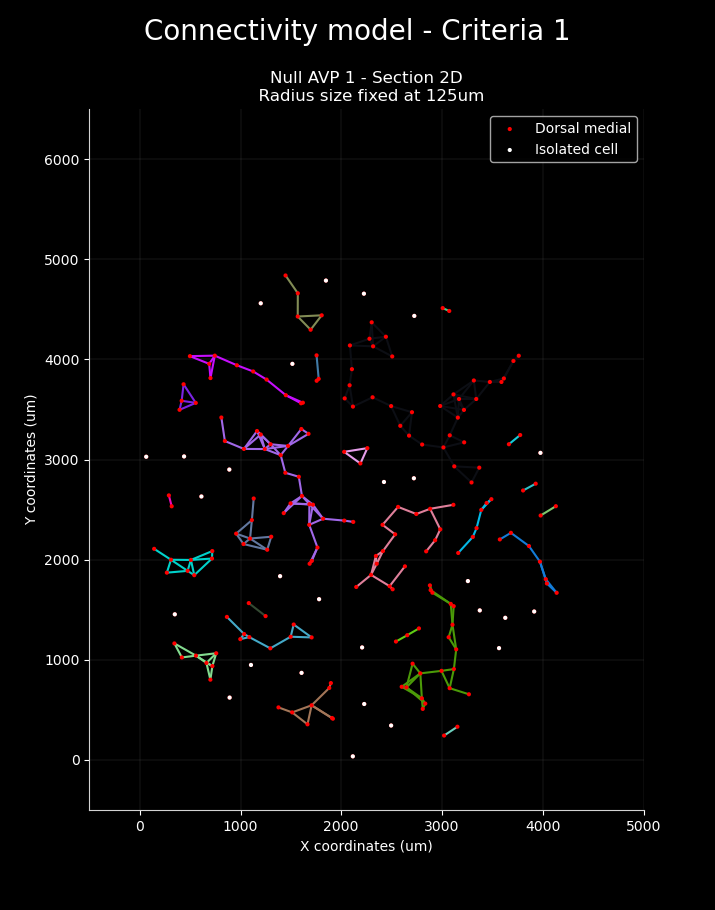 Connectivity model - Criteria 1
Null AVP 1 - Section 2D
Radius size fixed at 125um
Dorsal medial
Isolated cell
6000
5000
4000
3000
2000
1000
0
Y coordinates (um)
0 1000 2000 3000 4000 5000
X coordinates (um)